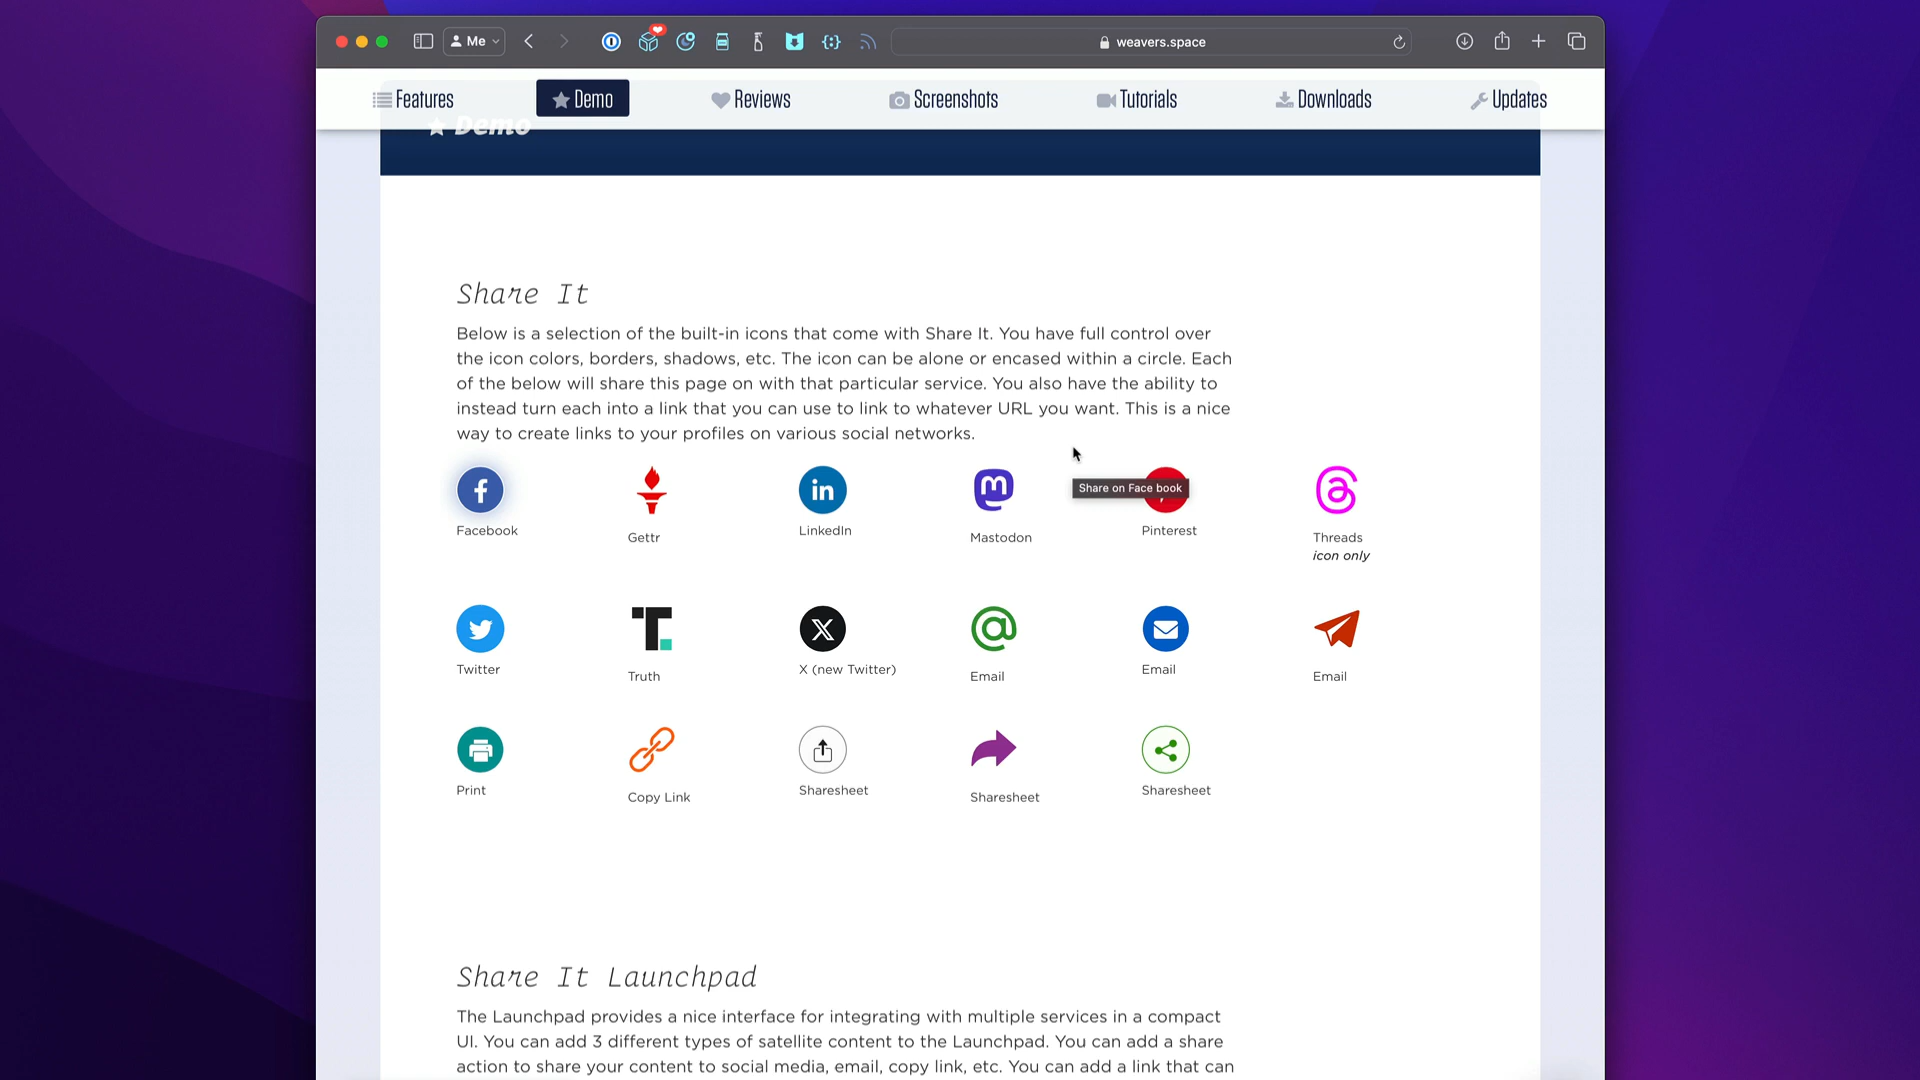 Me
weavers.space
Features
Demo
Reviews
Screenshots
Tutorials
Downloads
Updates
Demo
Share It
Below is a selection of the built-in icons that come with Share It. You have full control over
the icon colors, borders, shadows, etc. The icon can be alone or encased within a circle. Each
of the below will share this page on with that particular service. You also have the ability to
instead turn each into a link that you can use to link to whatever URL you want. This is a nice
way to create links to your profiles on various social networks.
Share on Face book
Facebook
Gettr
LinkedIn
Mastodon
Pinterest
Threads
icon only
Twitter
Truth
X (new Twitter)
Email
Email
Email
Print
Copy Link
Sharesheet
Sharesheet
Sharesheet
Share It Launchpad
The Launchpad provides a nice interface for integrating with multiple services in a compact
UI. You can add 3 different types of satellite content to the Launchpad. You can add a share
action to share your content to social media, email, copy link, etc. You can add a link that can